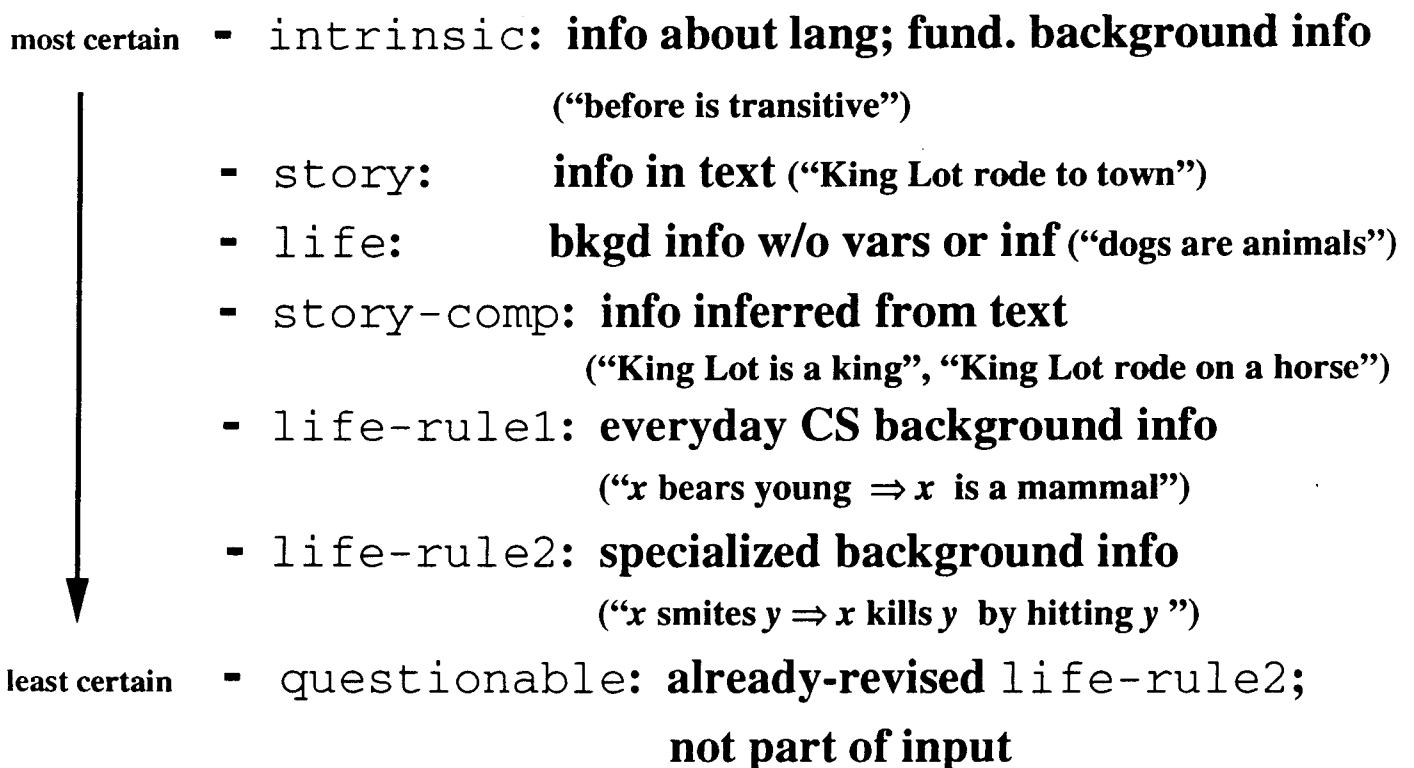 most certain - intrinsic: info about lang; fund. background info
(“before is transitive”)
- story: info in text (“King Lot rode to town”)
- life: bkgd info w/o vars or inf (“dogs are animals”)
- story-comp: info inferred from text
(“King Lot is a king”, “King Lot rode on a horse”)
- life-rule1: everyday CS background info
(“x bears young ⇒ x is a mammal”)
- life-rule2: specialized background info
(“x smites y ⇒ x kills y by hitting y ”)
least certain - questionable: already-revised life-rule2;
not part of input